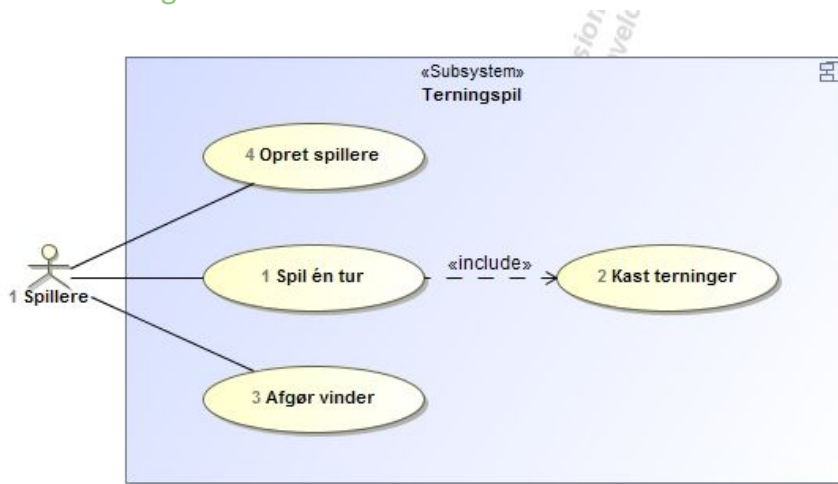 «Subsystem»
Terningspil
4 Opret spillere
1 Spil én tur
«include»
2 Kast terninger
1 Spillere
3 Afgør vinder